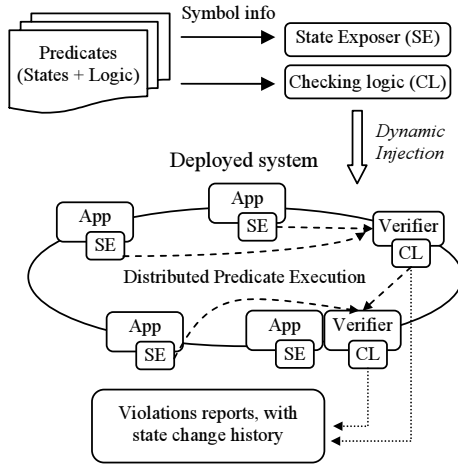 Symbol info
Predicates
(States + Logic)
State Exposer (SE)
Checking logic (CL)
Dynamic
Injection
Deployed system
App
SE
App
SE
Verifier
CL
Distributed Predicate Execution
App
SE
App
SE
Verifier
CL
Violations reports, with
state change history